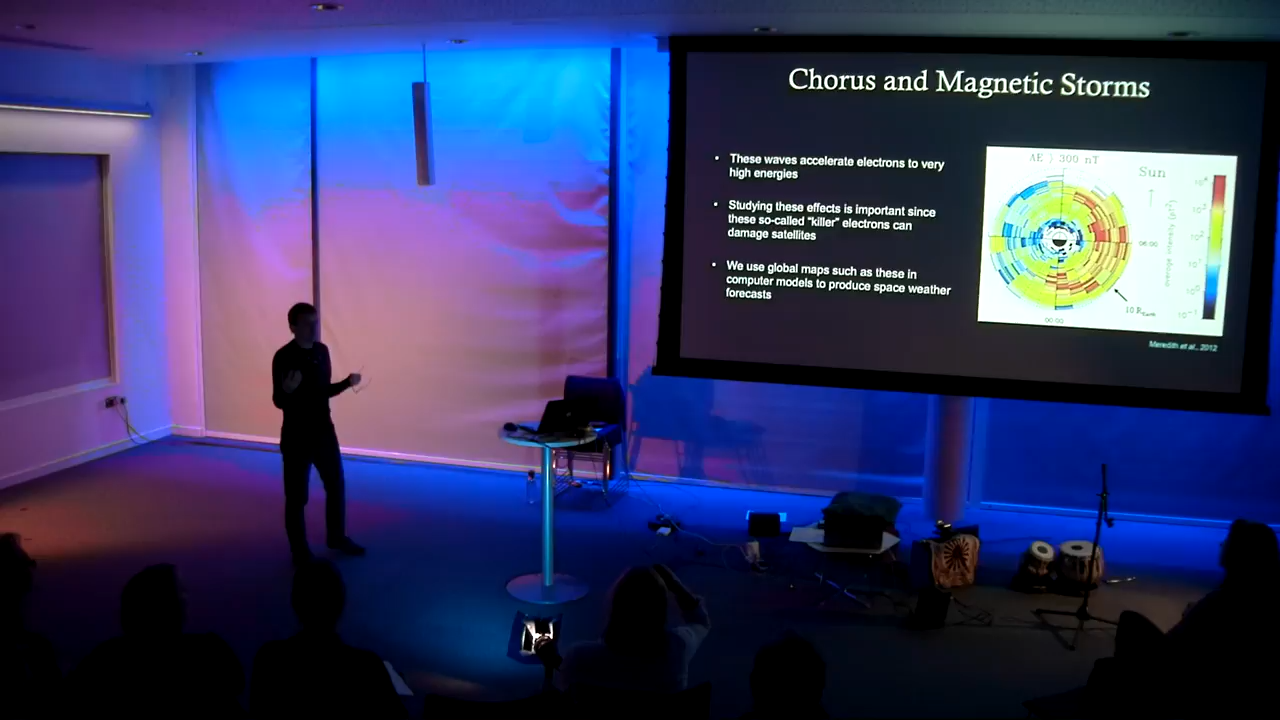 Chorus and Magnetic Storms
• These waves accelerate electrons to very
high energies
• Studying these effects is important since
these so-called “killer” electrons can
damage satellites
• We use global maps such as these in
computer models to produce space weather
forecasts
AE > 300 nT
Sun
06:00
00:00
10 R Earth
Meredith et al., 2012